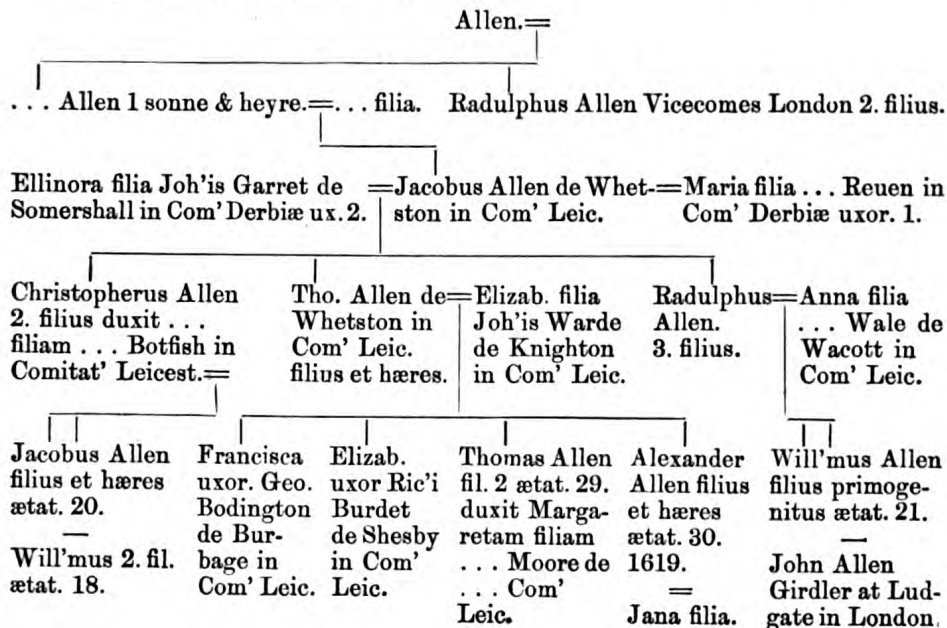 Allen.=
. . . Allen 1 sonne & heyre.=. . . filia.
Radulphus Allen Vicecomes London 2. filius.
Ellinora filia Joh'is Garret de
Somershall in Com' Derbiæ ux. 2.
=Jacobus Allen de Whet-
ston in Com' Leic.
=Maria filia . . . Reuen in
Com' Derbiæ uxor. 1.
Christopherus Allen
2. filius duxit . . .
filiam . . . Botfish in
Comitat' Leicest.=
Tho. Allen de
Whetston in
Com' Leic.
filius et hæres.
=Elizab. filia
Joh'is Warde
de Knighton
in Com' Leic.
Radulphus
Allen.
3. filius.
=Anna filia
. . . Wale de
Wacott in
Com' Leic.
Jacobus Allen
filius et hæres
ætat. 20.
—
Will'mus 2. fil.
ætat. 18.
Francisca
uxor. Geo.
Bodington
de Bur-
bage in
Com' Leic.
Elizab.
uxor Ric'i
Burdet
de Shesby
in Com'
Leic.
Thomas Allen
fil. 2 ætat. 29.
duxit Marga-
retam filiam
. . . Moore de
. . . Com'
Leic.
Alexander
Allen filius
et hæres
ætat. 30.
1619.
=
Jana filia.
Will'mus Allen
filius primoge-
nitus ætat. 21.
—
John Allen
Girdler at Lud-
gate in London.